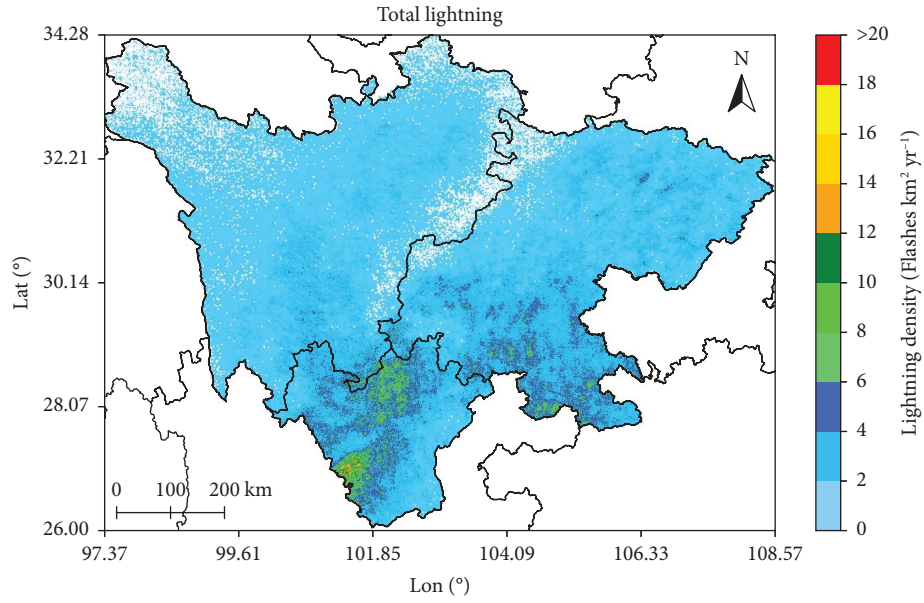 Total lightning
34.28
32.21
30.14
28.07
26.00
Lat (°)
97.37 99.61 101.85 104.09 106.33 108.57
Lon (°)
0 100 200 km
N
>20
18
16
14
12
10
8
6
4
2
0
Lightning density (Flashes km² yr⁻¹)